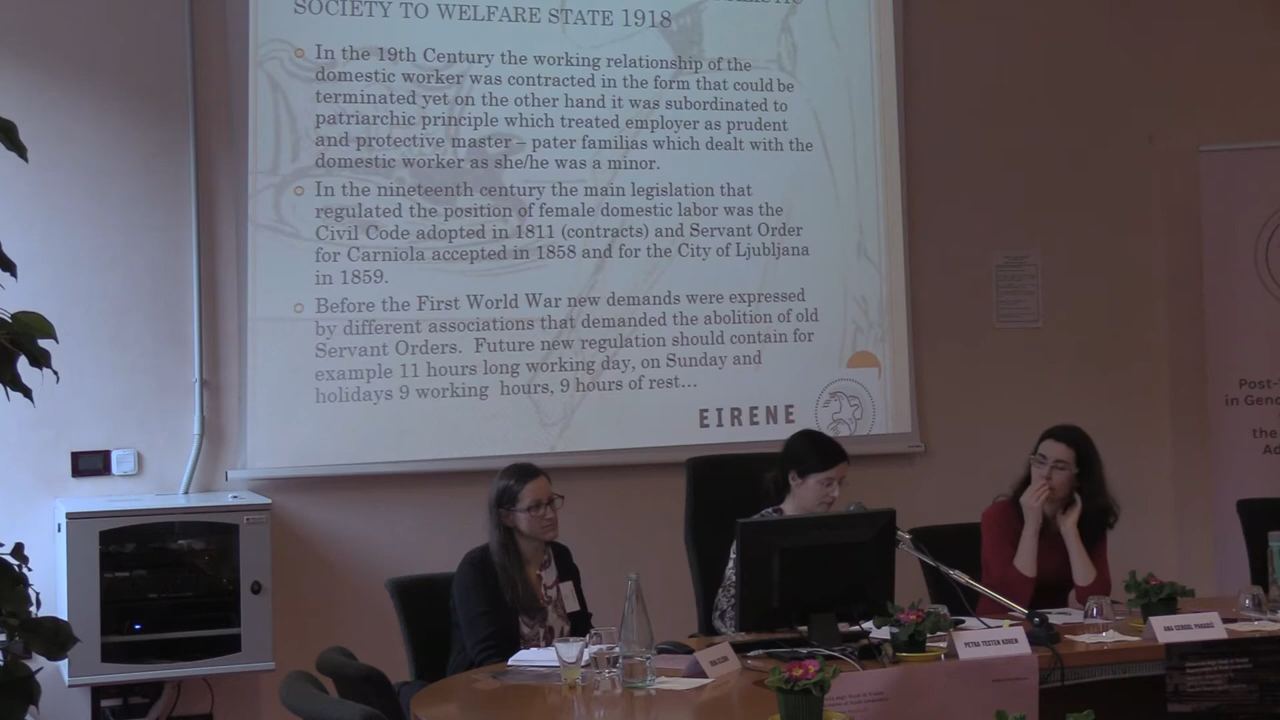 SOCIETY TO WELFARE STATE 1918
In the 19th Century the working relationship of the
domestic worker was contracted in the form that could be
terminated yet on the other hand it was subordinated to
patriarchic principle which treated employer as prudent
and protective master – pater familias which dealt with the
domestic worker as she/he was a minor.
In the nineteenth century the main legislation that
regulated the position of female domestic labor was the
Civil Code adopted in 1811 (contracts) and Servant Order
for Carniola accepted in 1858 and for the City of Ljubljana
in 1859.
Before the First World War new demands were expressed
by different associations that demanded the abolition of old
Servant Orders. Future new regulation should contain for
example 11 hours long working day, on Sunday and
holidays 9 working hours, 9 hours of rest...
EIRENE
Post-
in Gen
the
PETRA TESTEN KOREN